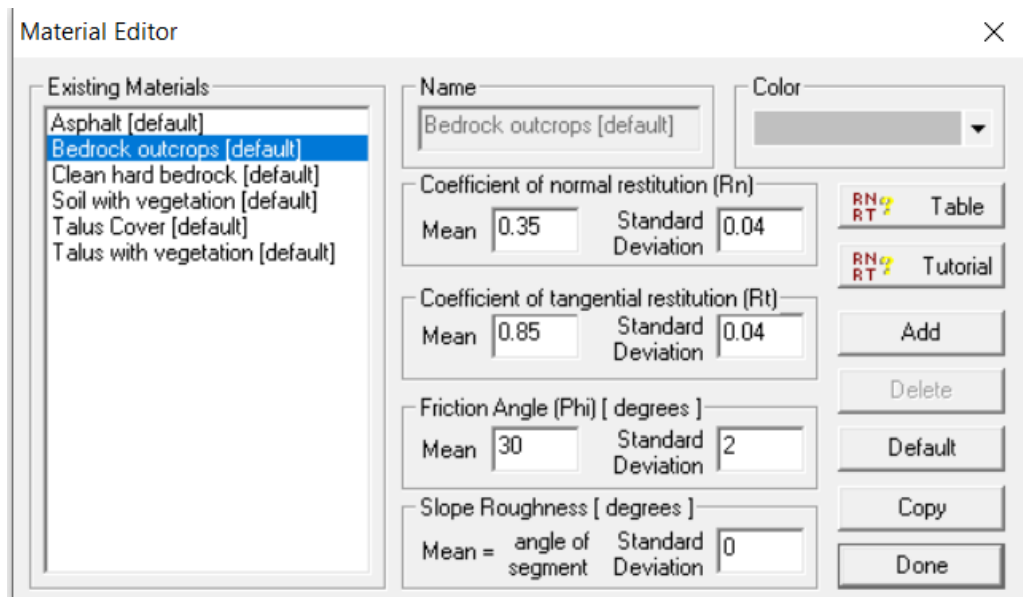 Material Editor
Existing Materials
Asphalt [default]
Bedrock outcrops [default]
Clean hard bedrock [default]
Soil with vegetation [default]
Talus Cover [default]
Talus with vegetation [default]
Name
Bedrock outcrops [default]
Color
Coefficient of normal restitution (Rn)
Mean 0.35 Standard Deviation 0.04
Coefficient of tangential restitution (Rt)
Mean 0.85 Standard Deviation 0.04
Friction Angle (Phi) [ degrees ]
Mean 30 Standard Deviation 2
Slope Roughness [ degrees ]
Mean = angle of segment Standard Deviation 0
RN RT ? Table
RN RT ? Tutorial
Add
Delete
Default
Copy
Done